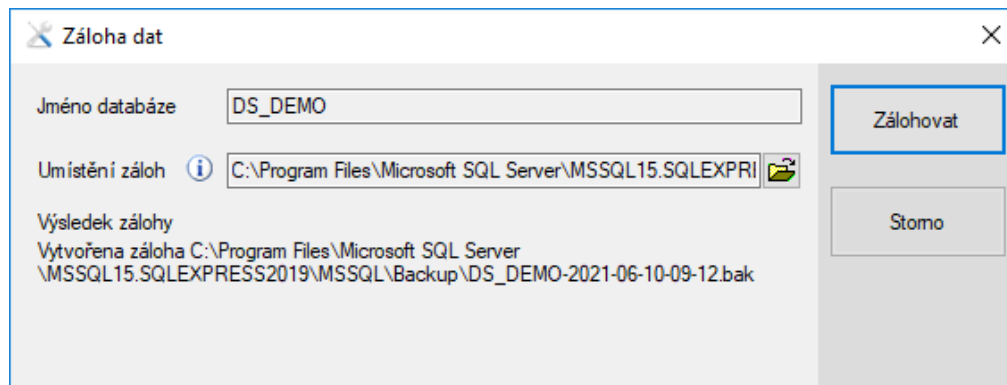 Záloha dat
Jméno databáze DS_DEMO
Zálohovat
Umístění záloh C:\Program Files\Microsoft SQL Server\MSSQL15.SQLEXPRI
Storno
Výsledek zálohy
Vytvořena záloha C:\Program Files\Microsoft SQL Server
\MSSQL15.SQLEXPRESS2019\MSSQL\Backup\DS_DEMO-2021-06-10-09-12.bak